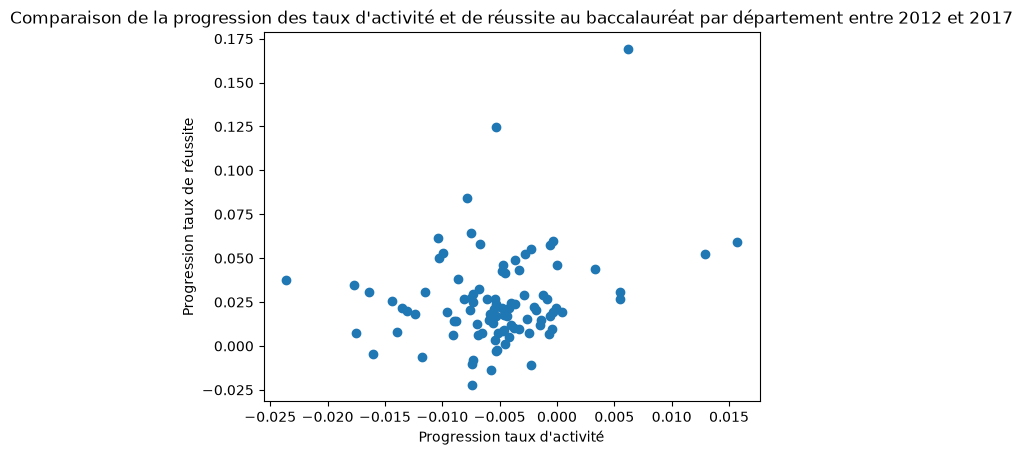 Comparaison de la progression des taux d'activité et de réussite au baccalauréat par département entre 2012 et 2017
0.175
0.150
0.125
0.100
0.075
0.050
0.025
0.000
−0.025
Progression taux de réussite
−0.025 −0.020 −0.015 −0.010 −0.005 0.000 0.005 0.010 0.015
Progression taux d'activité